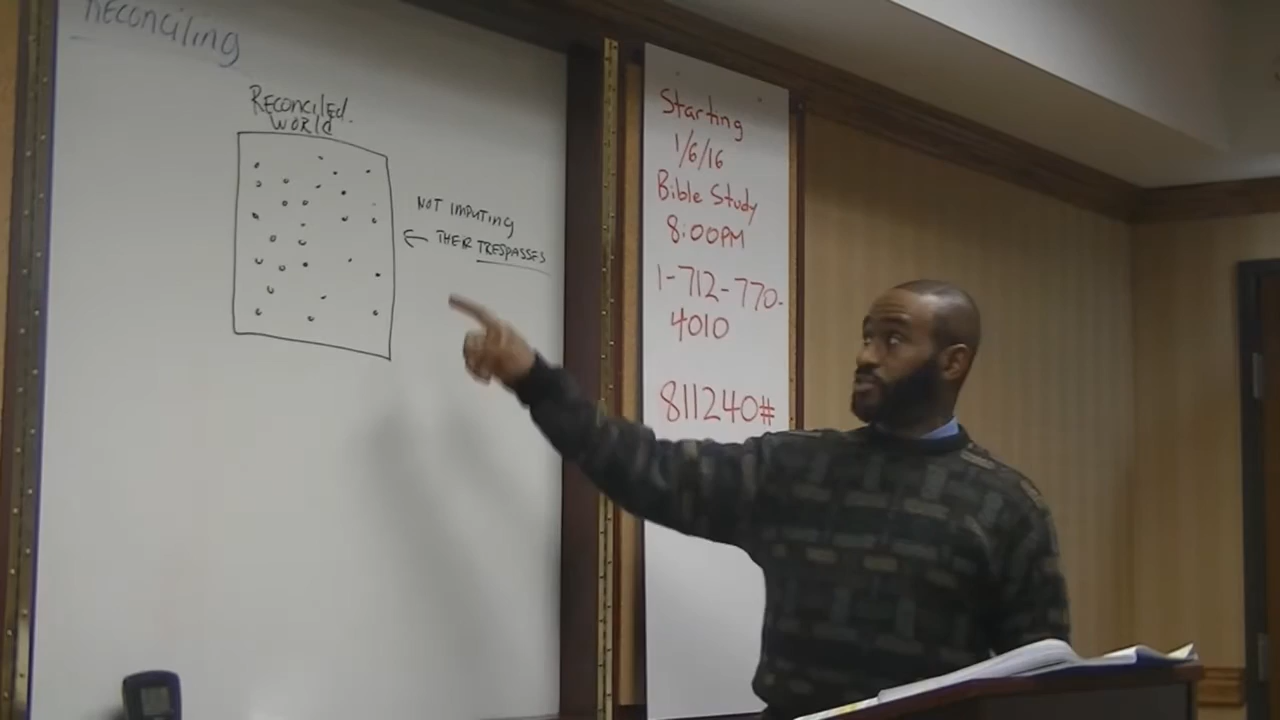 Reconciling
Reconciled.
WORLD
NOT IMPUTING
← THEIR TRESPASSES
Starting
1/6/16
Bible Study
8:00PM
1-712-770-
4010
811240#